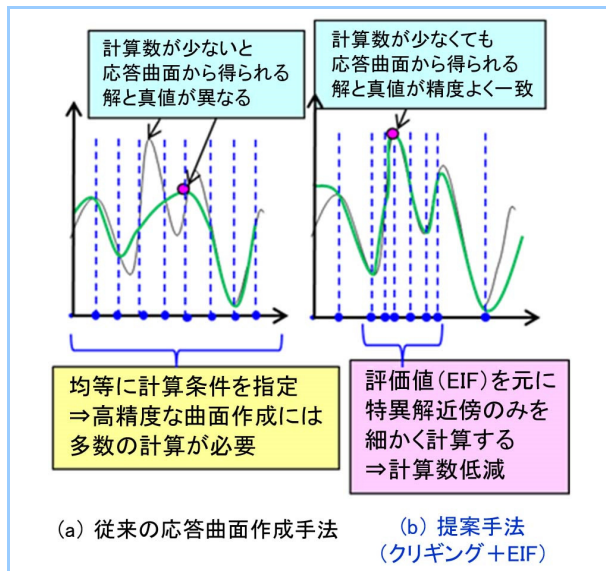 計算数が少ないと
応答曲面から得られる
解と真値が異なる
計算数が少なくても
応答曲面から得られる
解と真値が精度よく一致
均等に計算条件を指定
⇒高精度な曲面作成には
多数の計算が必要
評価値(EIF)を元に
特異解近傍のみを
細かく計算する
⇒計算数低減
(a) 従来の応答曲面作成手法
(b) 提案手法
(クリギング+EIF)